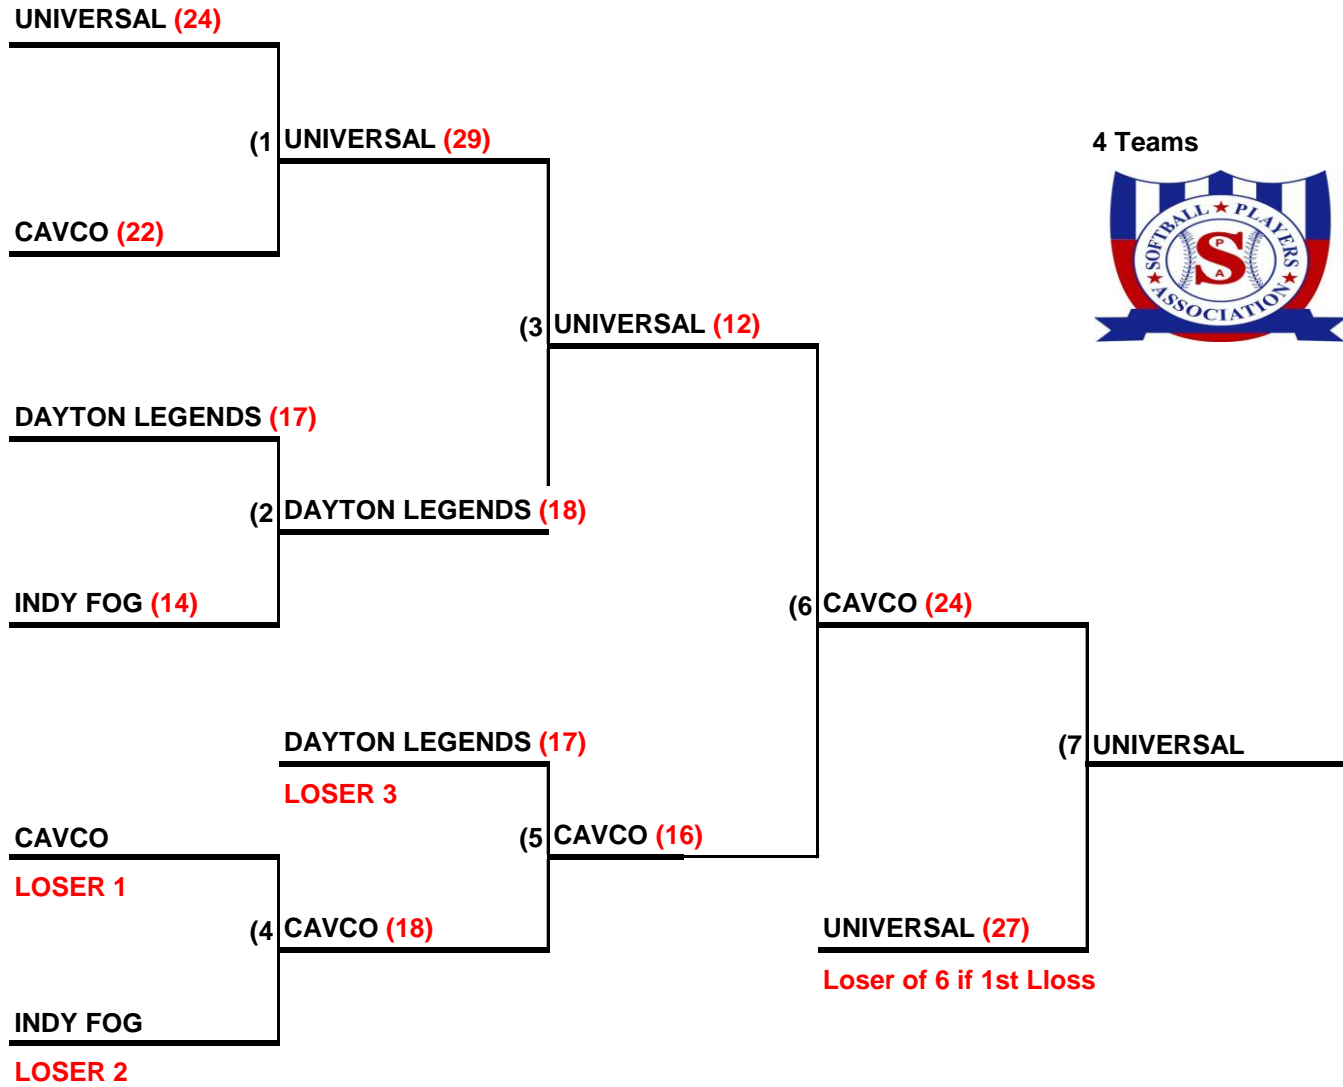 UNIVERSAL (24)
(1 UNIVERSAL (29)
4 Teams
SOFTBALL ★ PLAYERS ★ ASSOCIATION ★
P
S
A
CAVCO (22)
(3 UNIVERSAL (12)
DAYTON LEGENDS (17)
(2 DAYTON LEGENDS (18)
INDY FOG (14)
(6 CAVCO (24)
DAYTON LEGENDS (17)
(7 UNIVERSAL
LOSER 3
CAVCO
(5 CAVCO (16)
LOSER 1
(4 CAVCO (18)
UNIVERSAL (27)
Loser of 6 if 1st Lloss
INDY FOG
LOSER 2